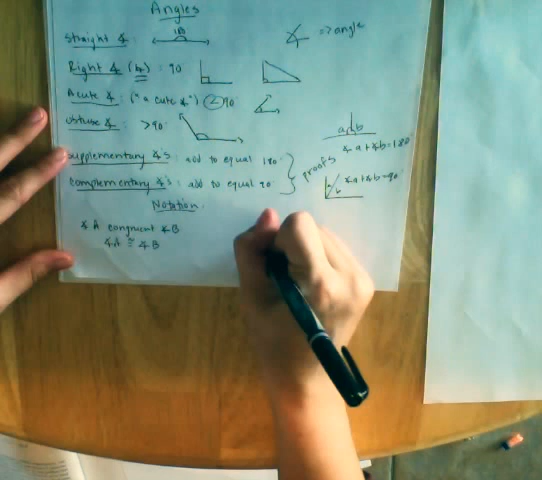 Angles
Straight ∡: 180
∡ => angle
Right ∡ (∟) : 90
Acute ∡: ("a cute ∡") < 90
obtuse ∡: >90
a b
∡a+∡b=180
supplementary ∡'s: add to equal 180
proofs
complementary ∡'s: add to equal 90
b
∡a+∡b=90
Notation
∡A congruent ∡B
∡A ≅ ∡B